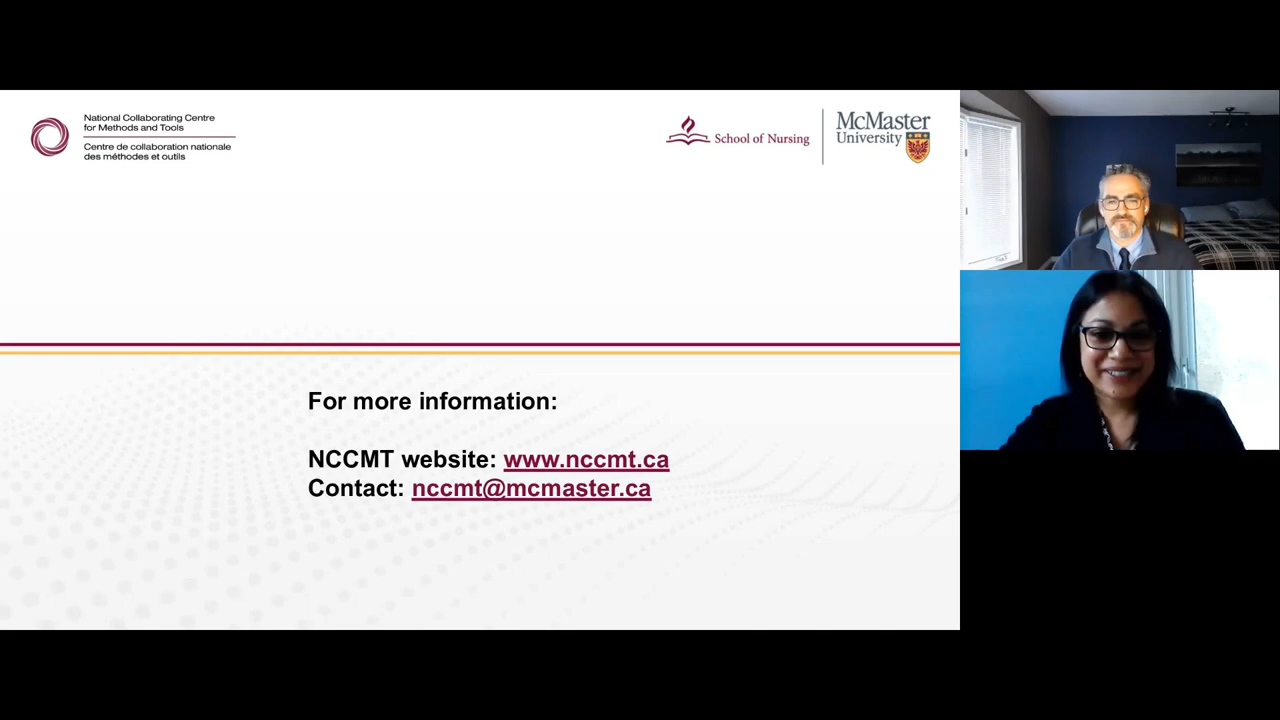 National Collaborating Centre
for Methods and Tools
Centre de collaboration nationale
des méthodes et outils
School of Nursing
McMaster
University
For more information:
NCCMT website: www.nccmt.ca
Contact: nccmt@mcmaster.ca